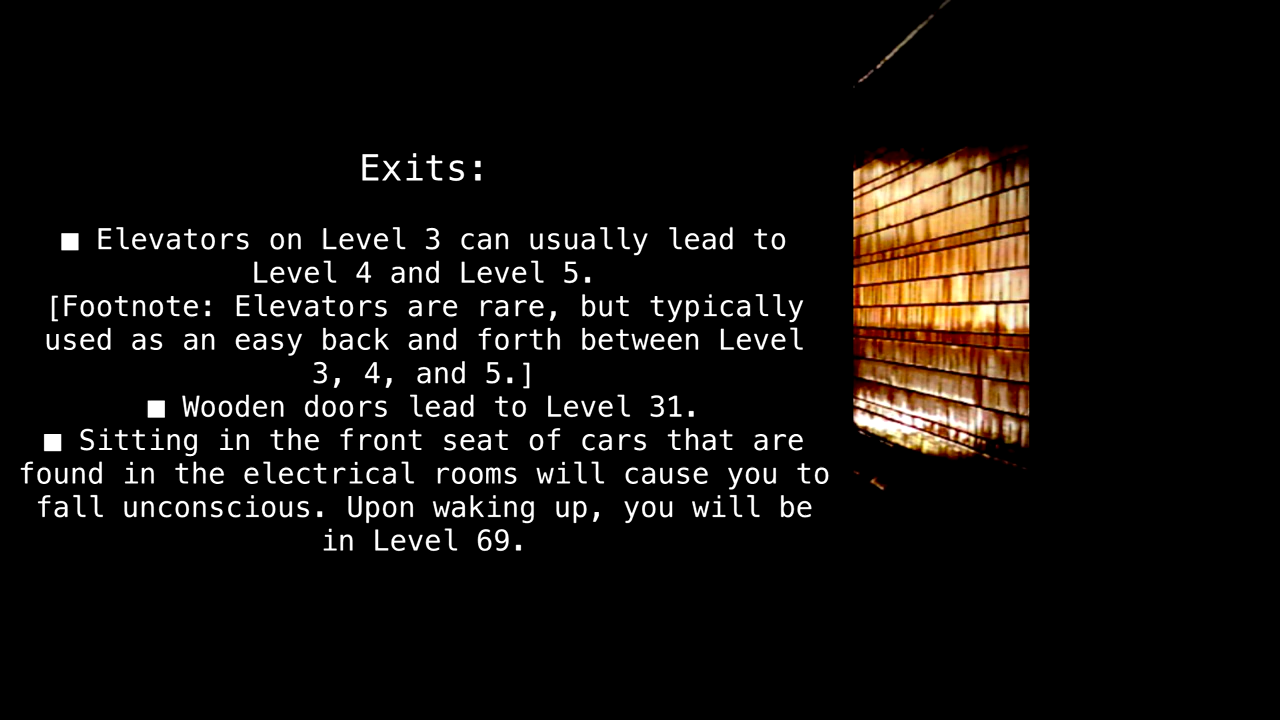 Exits:
■ Elevators on Level 3 can usually lead to
Level 4 and Level 5.
[Footnote: Elevators are rare, but typically
used as an easy back and forth between Level
3, 4, and 5.]
■ Wooden doors lead to Level 31.
■ Sitting in the front seat of cars that are
found in the electrical rooms will cause you to
fall unconscious. Upon waking up, you will be
in Level 69.